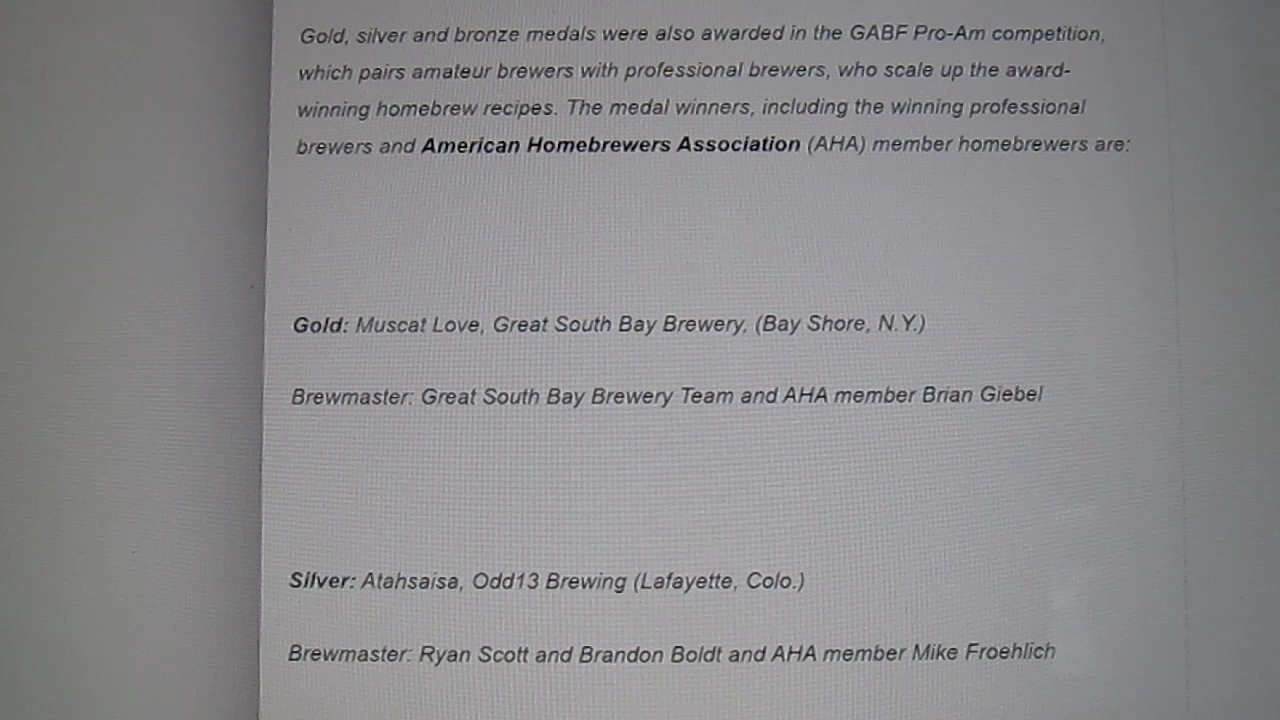 Gold, silver and bronze medals were also awarded in the GABF Pro-Am competition,
which pairs amateur brewers with professional brewers, who scale up the award-
winning homebrew recipes. The medal winners, including the winning professional
brewers and American Homebrewers Association (AHA) member homebrewers are:
Gold: Muscat Love, Great South Bay Brewery, (Bay Shore, N.Y.)
Brewmaster: Great South Bay Brewery Team and AHA member Brian Giebel
Silver: Atahsaisa, Odd13 Brewing (Lafayette, Colo.)
Brewmaster: Ryan Scott and Brandon Boldt and AHA member Mike Froehlich